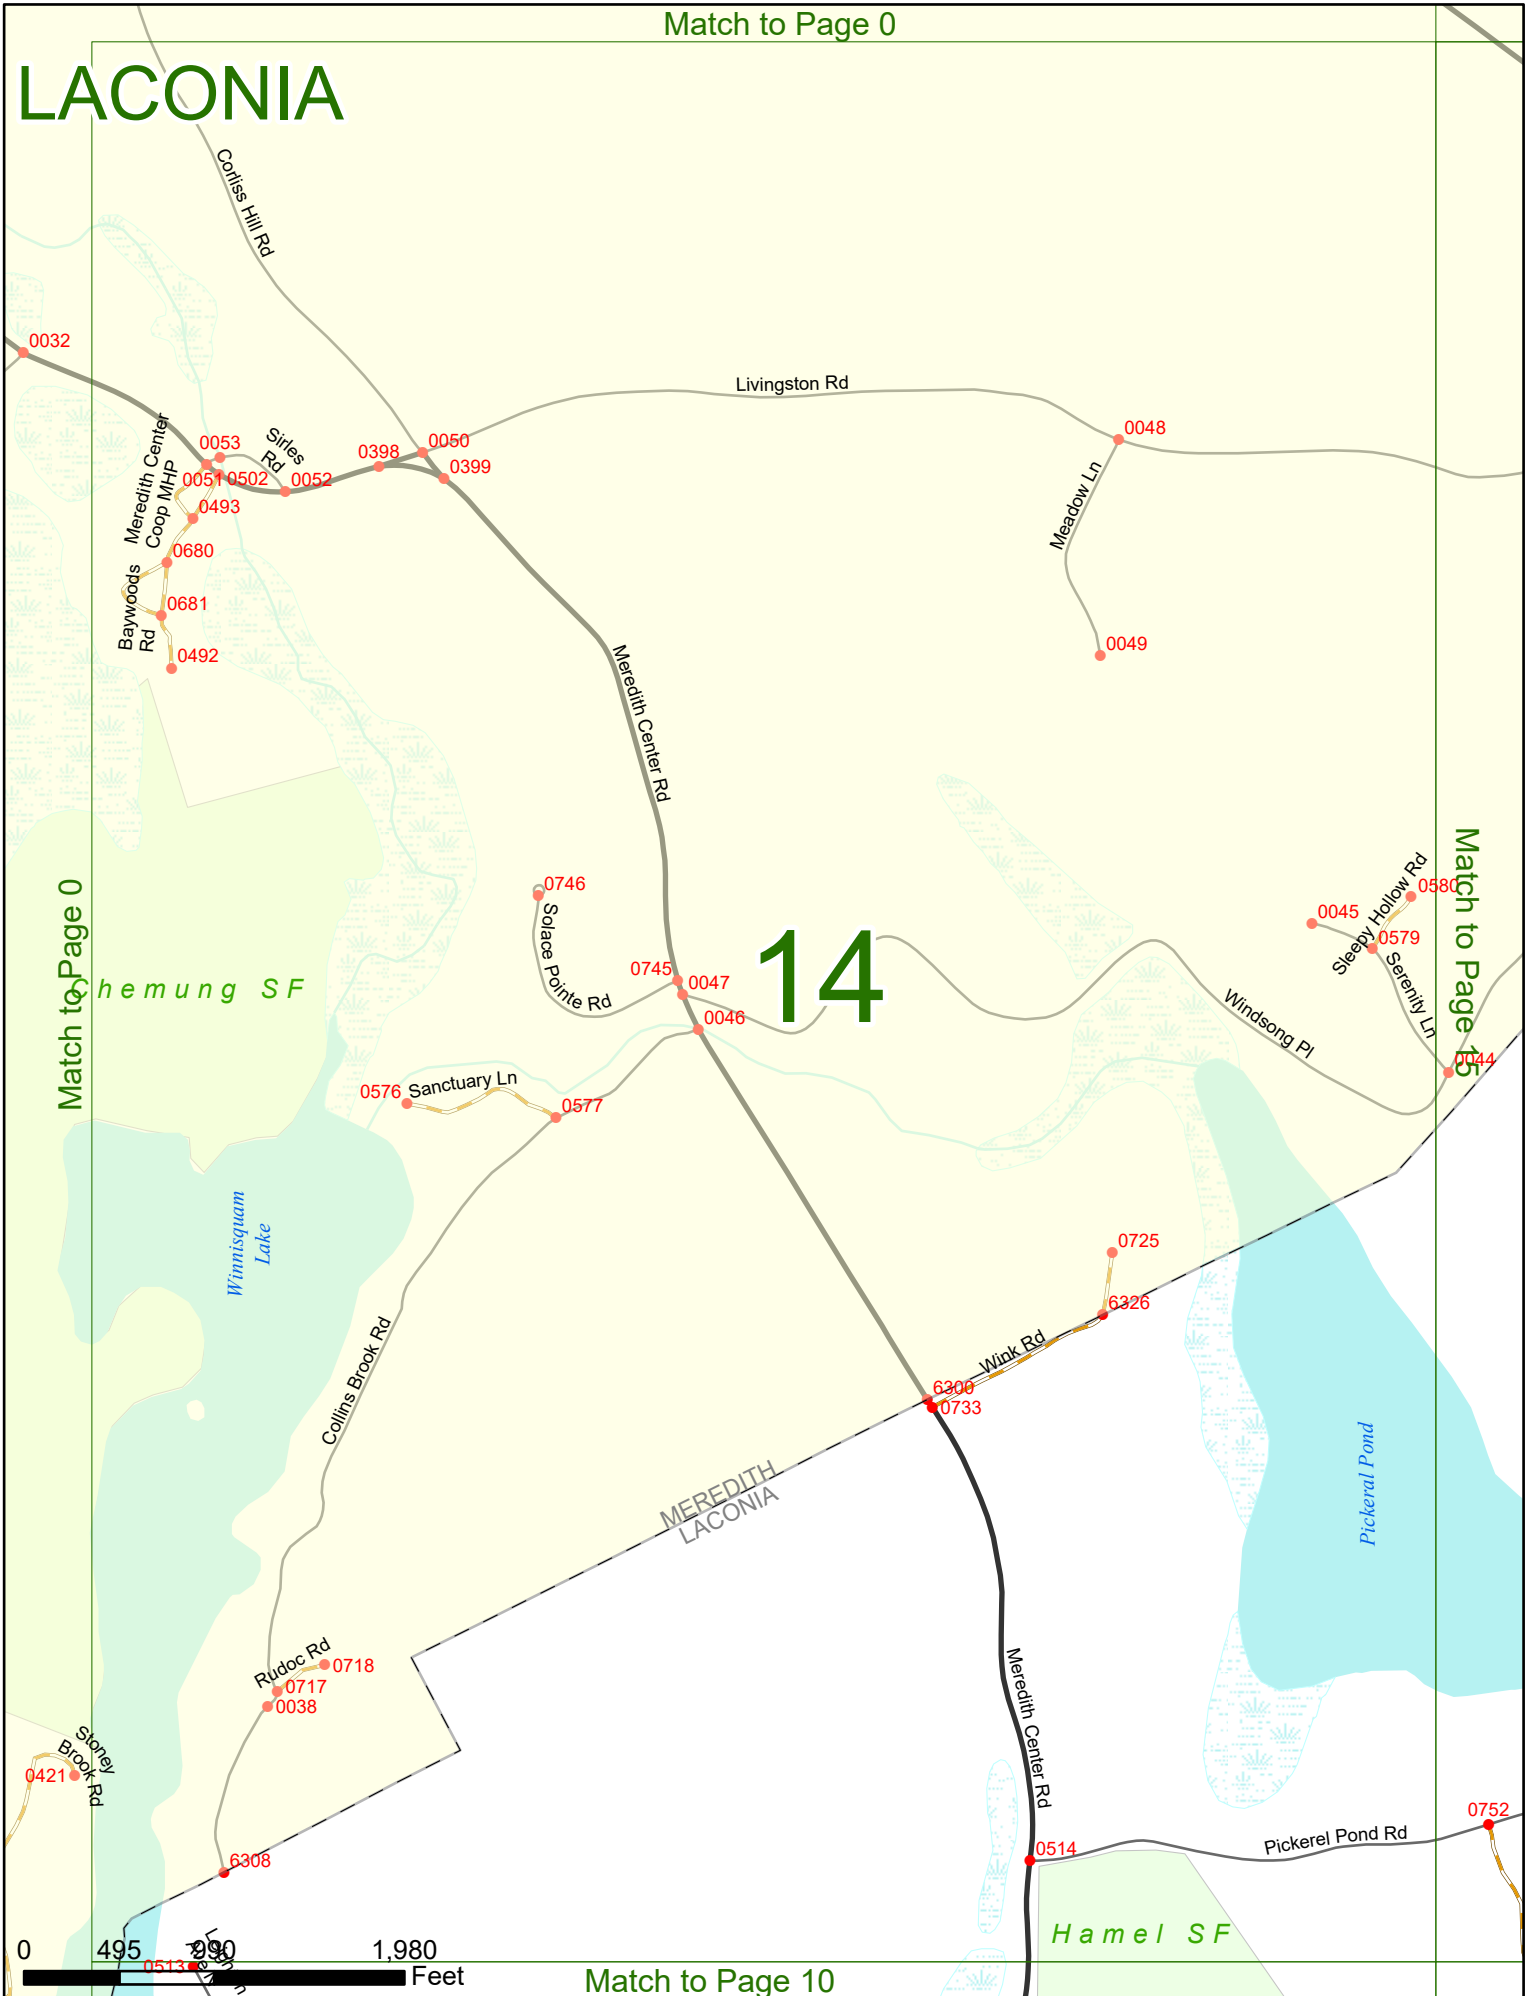 Match to Page 0
LACONIA
Corliss Hill Rd
0032
Livingston Rd
0048
0050
0398
0399
Sirles
Rd
0053
0051
0502
0052
Meredith Center
Coop MHP
0493
0680
Baywoods
Rd
0681
0492
Meadow Ln
0049
Meredith Center Rd
0746
Solace Pointe Rd
0745
0047
0046
14
Sleepy Hollow Rd
0580
0045
0579
Serenity Ln
Windsong Pl
0044
Match to Page 15
Match to Page 0
Chemung SF
0576
Sanctuary Ln
0577
Winnisquam
Lake
Collins Brook Rd
0725
6326
Wink Rd
6300
0733
MEREDITH
LACONIA
Pickeral Pond
Rudoc Rd
0718
0717
0038
Stoney
Brook Rd
0421
Meredith Center Rd
6308
0514
Pickerel Pond Rd
0752
Hamel SF
0513
0 495 990 1,980
Feet
Match to Page 10